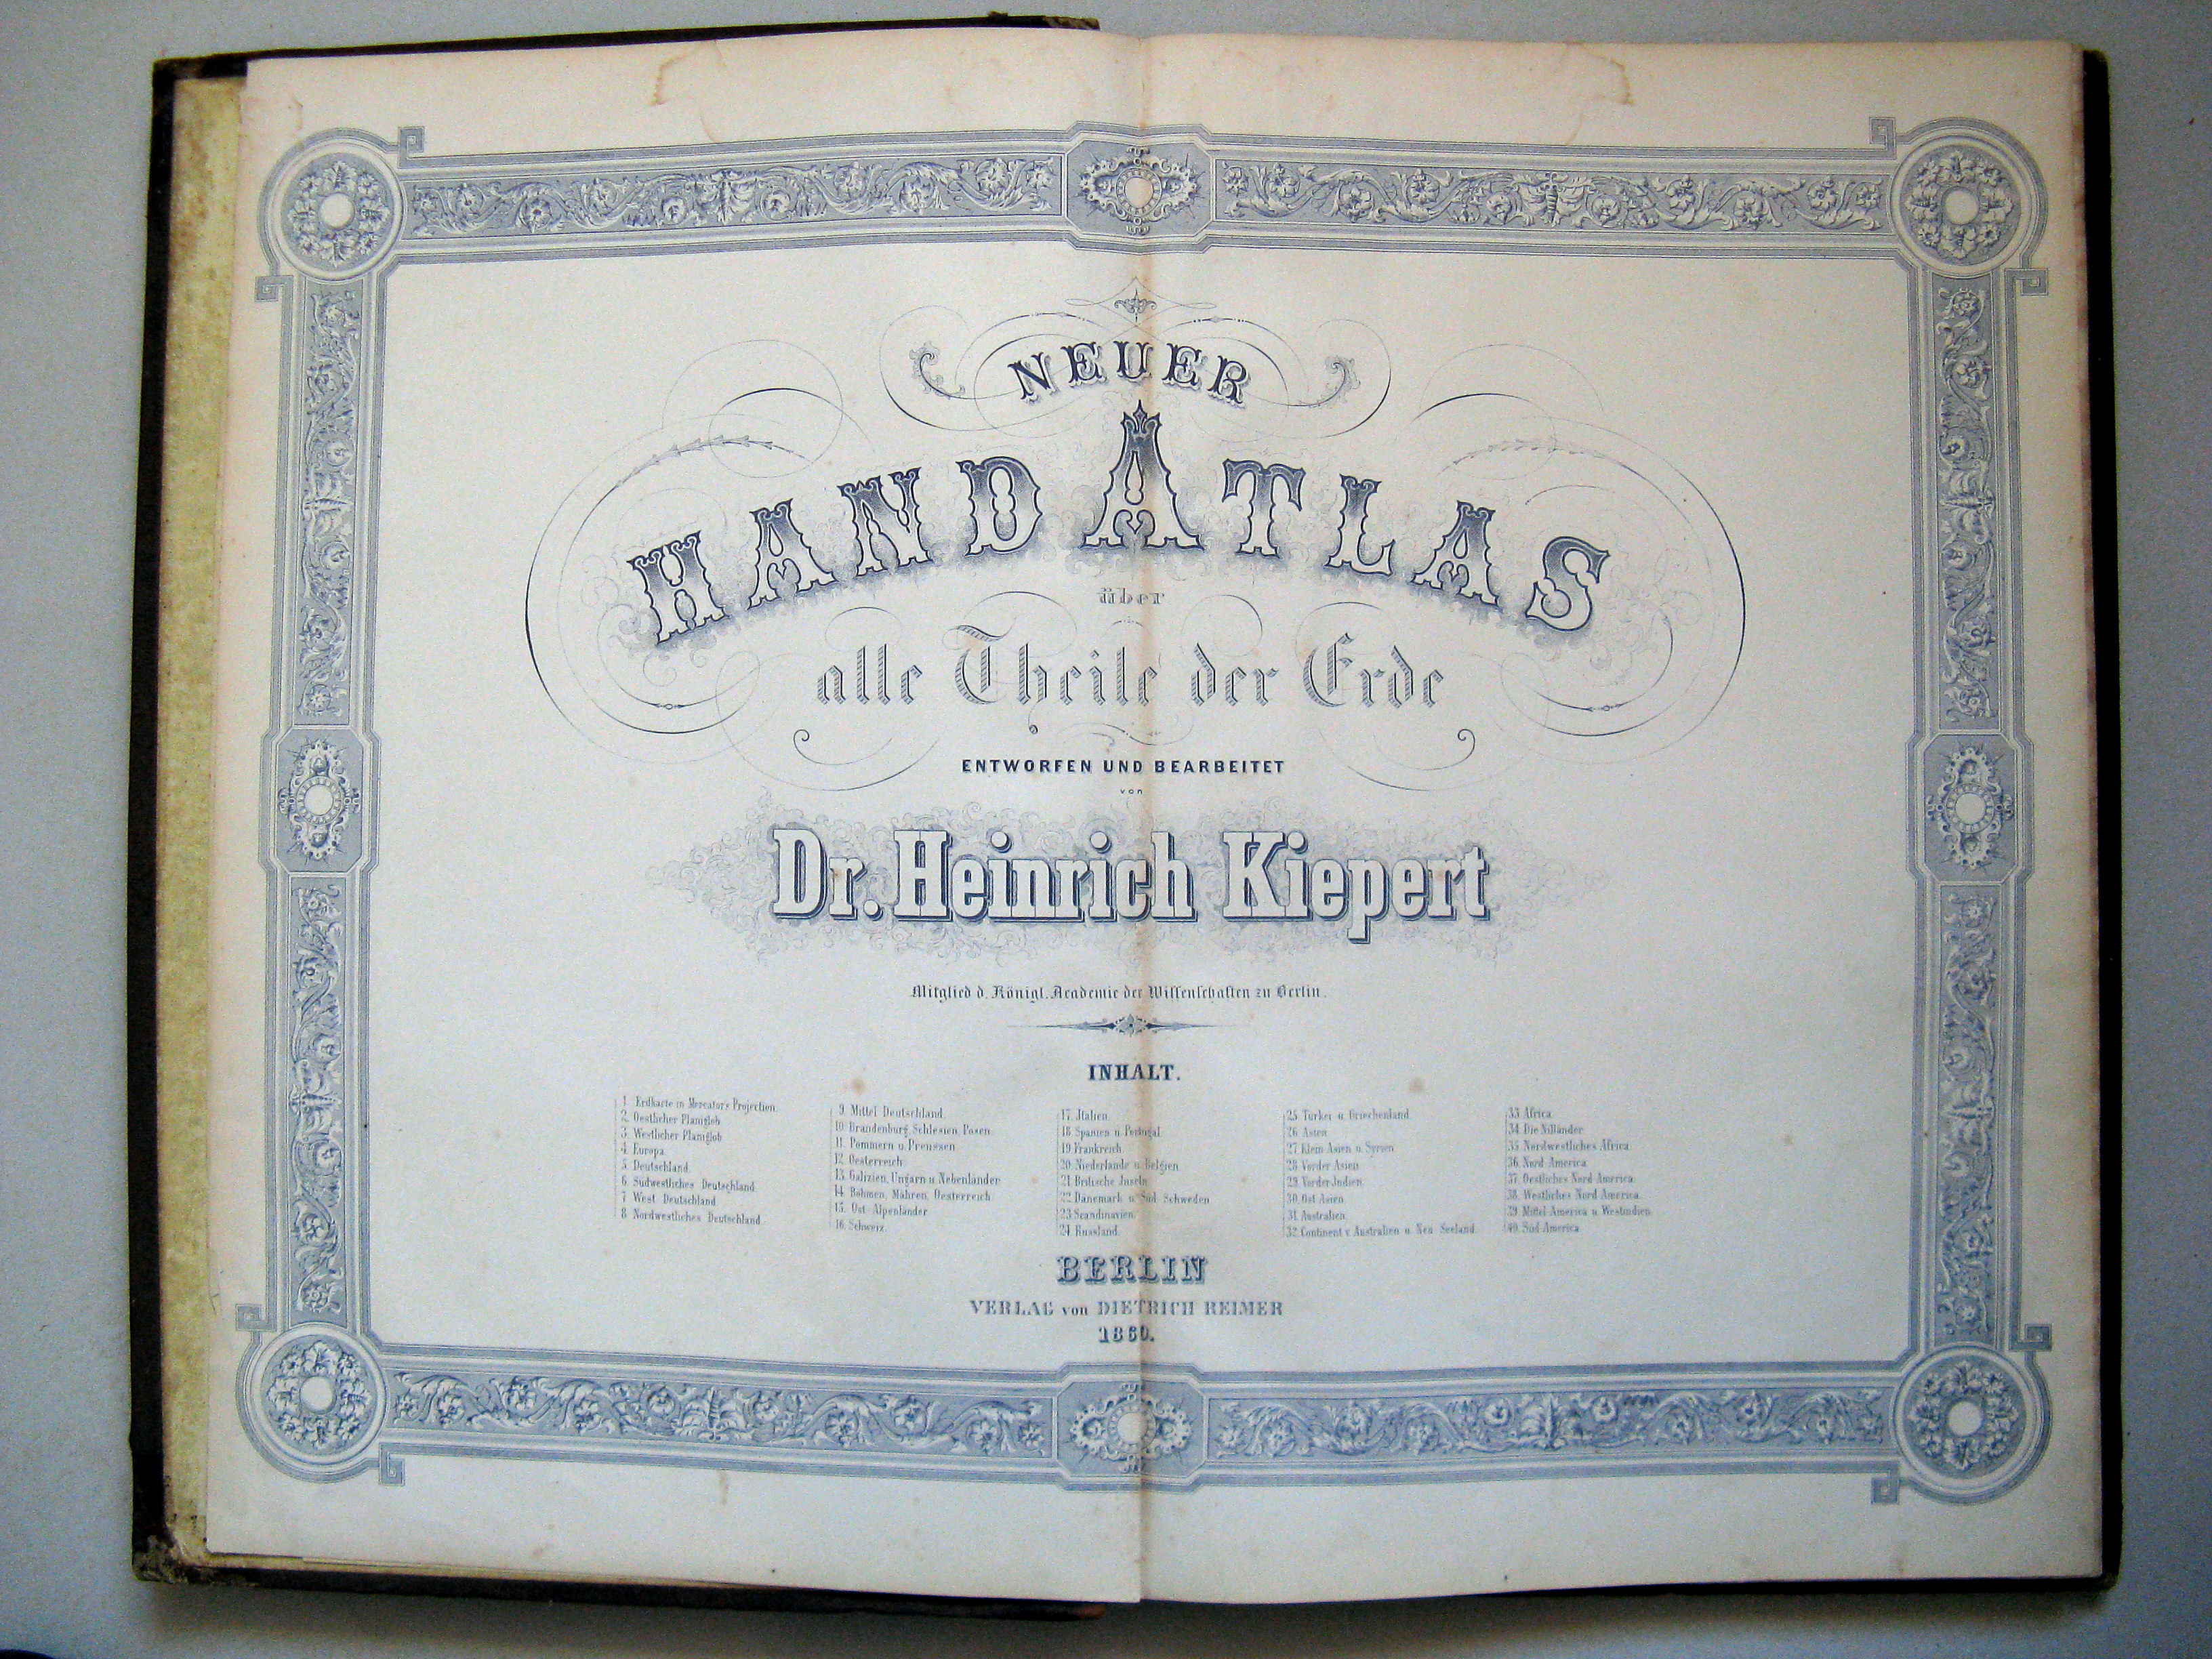 NEUER
HAND ATLAS
über
alle Theile der Erde
ENTWORFEN UND BEARBEITET
von
Dr. Heinrich Kiepert
Mitglied d. Königl. Academie der Wissenschaften zu Berlin.
INHALT.
1 Erdkarte in Mercator's Projection.
2. Oestlicher Planiglob
3. Westlicher Planiglob
4. Europa
5. Deutschland
6 Südwestliches Deutschland
7 West Deutschland
8 Nordwestliches Deutschland
9. Mittel Deutschland.
10. Brandenburg, Schlesien, Posen
11. Pommern u. Preussen
12. Oesterreich
13. Galizien, Ungarn u. Nebenländer
14. Böhmen, Mähren, Oesterreich
15. Ost-Alpenländer
16. Schweiz.
17. Italien.
18 Spanien u. Portugal
19. Frankreich
20. Niederlande u. Belgien
21. Britische Inseln
22. Dänemark u. Süd Schweden
23. Scandinavien
24. Russland.
25. Türkei u. Griechenland.
26. Asien
27. Klein-Asien u. Syrien.
28. Vorder Asien
29. Vorder-Indien.
30. Ost Asien
31. Australien.
32. Continent v. Australien u. Neu Seeland.
33. Africa.
34. Die Nilländer
35. Nordwestliches Africa.
36. Nord America
37. Oestliches Nord-America.
38. Westliches Nord America.
39. Mittel-America u. Westindien.
40. Süd America
BERLIN
VERLAG von DIETRICH REIMER
1860.